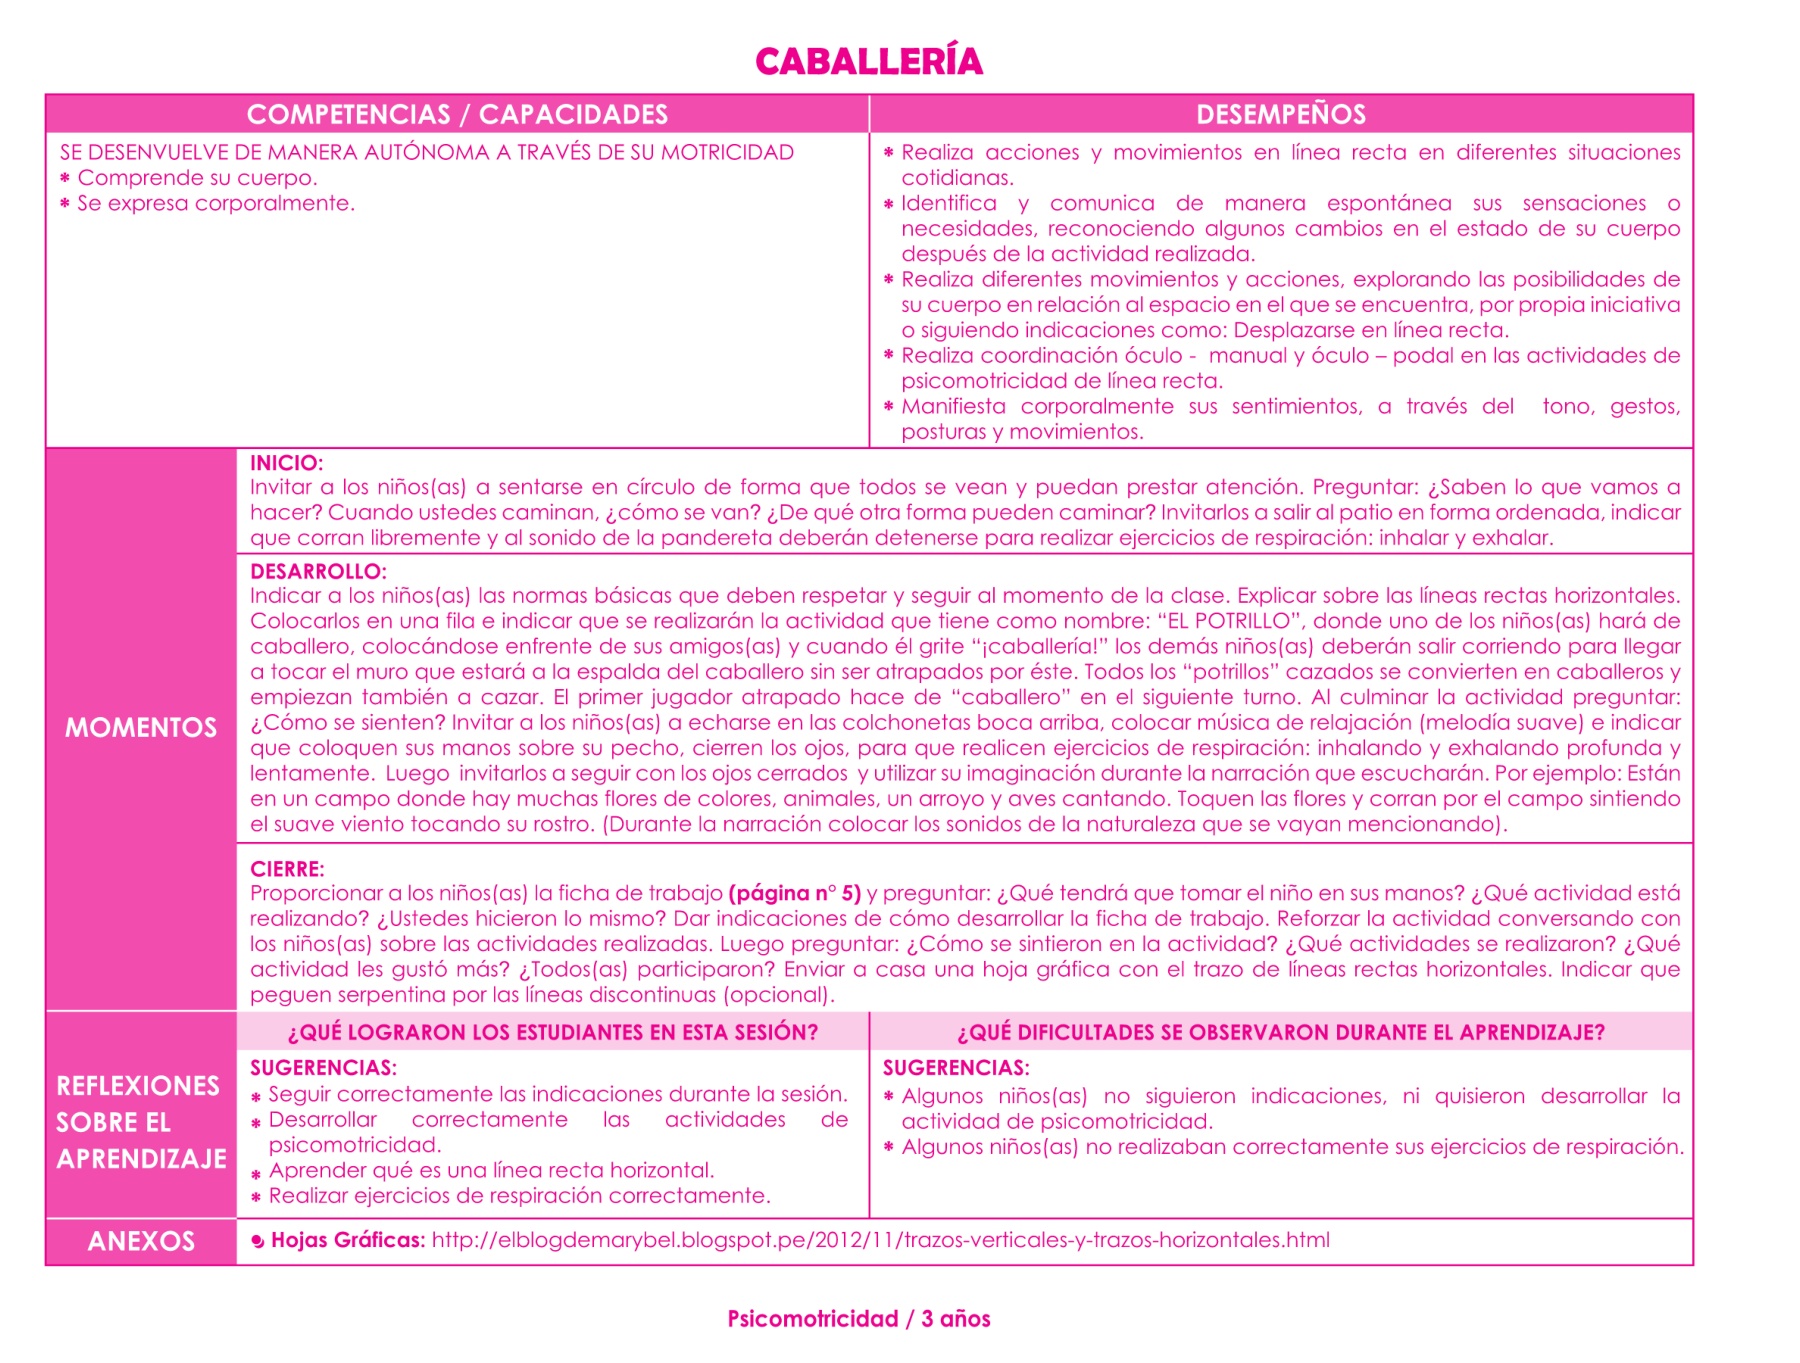 CABALLERÍA
COMPETENCIAS / CAPACIDADES
DESEMPEÑOS
SE DESENVUELVE DE MANERA AUTÓNOMA A TRAVÉS DE SU MOTRICIDAD
* Comprende su cuerpo.
* Se expresa corporalmente.
* Realiza acciones y movimientos en línea recta en diferentes situaciones
cotidianas.
* Identifica y comunica de manera espontánea sus sensaciones o
necesidades, reconociendo algunos cambios en el estado de su cuerpo
después de la actividad realizada.
* Realiza diferentes movimientos y acciones, explorando las posibilidades de
su cuerpo en relación al espacio en el que se encuentra, por propia iniciativa
o siguiendo indicaciones como: Desplazarse en línea recta.
* Realiza coordinación óculo - manual y óculo – podal en las actividades de
psicomotricidad de línea recta.
* Manifiesta corporalmente sus sentimientos, a través del tono, gestos,
posturas y movimientos.
MOMENTOS
INICIO:
Invitar a los niños(as) a sentarse en círculo de forma que todos se vean y puedan prestar atención. Preguntar: ¿Saben lo que vamos a
hacer? Cuando ustedes caminan, ¿cómo se van? ¿De qué otra forma pueden caminar? Invitarlos a salir al patio en forma ordenada, indicar
que corran libremente y al sonido de la pandereta deberán detenerse para realizar ejercicios de respiración: inhalar y exhalar.
DESARROLLO:
Indicar a los niños(as) las normas básicas que deben respetar y seguir al momento de la clase. Explicar sobre las líneas rectas horizontales.
Colocarlos en una fila e indicar que se realizarán la actividad que tiene como nombre: “EL POTRILLO”, donde uno de los niños(as) hará de
caballero, colocándose enfrente de sus amigos(as) y cuando él grite “¡caballería!” los demás niños(as) deberán salir corriendo para llegar
a tocar el muro que estará a la espalda del caballero sin ser atrapados por éste. Todos los “potrillos” cazados se convierten en caballeros y
empiezan también a cazar. El primer jugador atrapado hace de “caballero” en el siguiente turno. Al culminar la actividad preguntar:
¿Cómo se sienten? Invitar a los niños(as) a echarse en las colchonetas boca arriba, colocar música de relajación (melodía suave) e indicar
que coloquen sus manos sobre su pecho, cierren los ojos, para que realicen ejercicios de respiración: inhalando y exhalando profunda y
lentamente. Luego invitarlos a seguir con los ojos cerrados y utilizar su imaginación durante la narración que escucharán. Por ejemplo: Están
en un campo donde hay muchas flores de colores, animales, un arroyo y aves cantando. Toquen las flores y corran por el campo sintiendo
el suave viento tocando su rostro. (Durante la narración colocar los sonidos de la naturaleza que se vayan mencionando).
CIERRE:
Proporcionar a los niños(as) la ficha de trabajo (página n° 5) y preguntar: ¿Qué tendrá que tomar el niño en sus manos? ¿Qué actividad está
realizando? ¿Ustedes hicieron lo mismo? Dar indicaciones de cómo desarrollar la ficha de trabajo. Reforzar la actividad conversando con
los niños(as) sobre las actividades realizadas. Luego preguntar: ¿Cómo se sintieron en la actividad? ¿Qué actividades se realizaron? ¿Qué
actividad les gustó más? ¿Todos(as) participaron? Enviar a casa una hoja gráfica con el trazo de líneas rectas horizontales. Indicar que
peguen serpentina por las líneas discontinuas (opcional).
REFLEXIONES
SOBRE EL
APRENDIZAJE
¿QUÉ LOGRARON LOS ESTUDIANTES EN ESTA SESIÓN?
SUGERENCIAS:
* Seguir correctamente las indicaciones durante la sesión.
* Desarrollar correctamente las actividades de
psicomotricidad.
* Aprender qué es una línea recta horizontal.
* Realizar ejercicios de respiración correctamente.
¿QUÉ DIFICULTADES SE OBSERVARON DURANTE EL APRENDIZAJE?
SUGERENCIAS:
* Algunos niños(as) no siguieron indicaciones, ni quisieron desarrollar la
actividad de psicomotricidad.
* Algunos niños(as) no realizaban correctamente sus ejercicios de respiración.
ANEXOS
Hojas Gráficas: http://elblogdemarybel.blogspot.pe/2012/11/trazos-verticales-y-trazos-horizontales.html
Psicomotricidad / 3 años